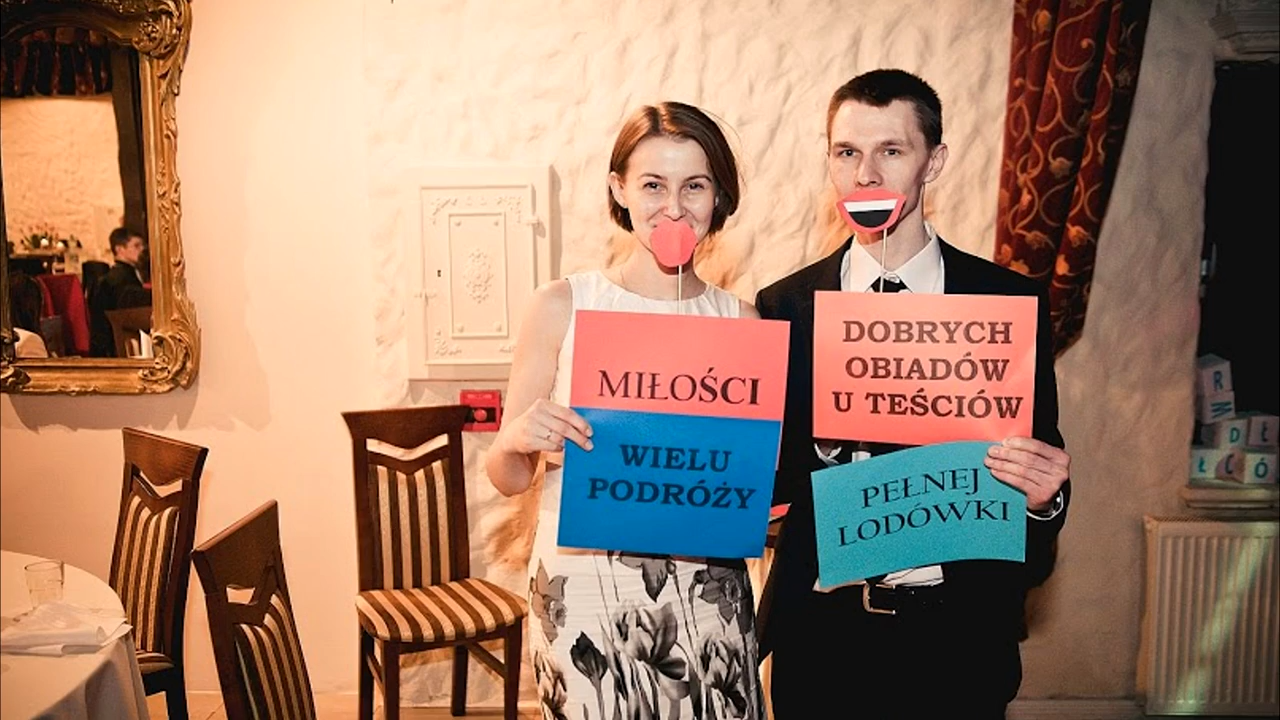 MIŁOŚCI
WIELU
PODRÓŻY
DOBRYCH
OBIADÓW
U TEŚCIÓW
PEŁNEJ
LODÓWKI
R
M
D Ł
Ł C Ó